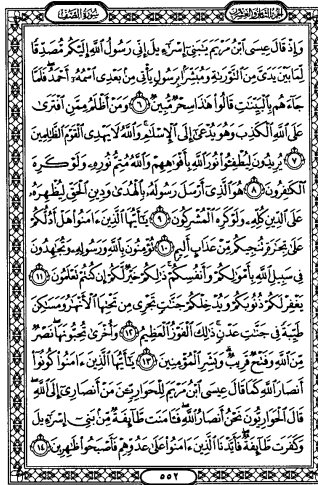 الجزء الثامن والعشرون سورة الصف
وَإِذْ قَالَ عِيسَى ابْنُ مَرْيَمَ يَٰبَنِىٓ إِسْرَٰٓءِيلَ إِنِّى رَسُولُ ٱللَّهِ إِلَيْكُم مُّصَدِّقًا
لِّمَا بَيْنَ يَدَىَّ مِنَ ٱلتَّوْرَىٰةِ وَمُبَشِّرًۢا بِرَسُولٍ يَأْتِى مِنۢ بَعْدِى ٱسْمُهُۥٓ أَحْمَدُ فَلَمَّا
جَآءَهُم بِٱلْبَيِّنَٰتِ قَالُوا۟ هَٰذَا سِحْرٌ مُّبِينٌ ٦ وَمَنْ أَظْلَمُ مِمَّنِ ٱفْتَرَىٰ
عَلَى ٱللَّهِ ٱلْكَذِبَ وَهُوَ يُدْعَىٰٓ إِلَى ٱلْإِسْلَٰمِ وَٱللَّهُ لَا يَهْدِى ٱلْقَوْمَ ٱلظَّٰلِمِينَ
٧ يُرِيدُونَ لِيُطْفِـُٔوا۟ نُورَ ٱللَّهِ بِأَفْوَٰهِهِمْ وَٱللَّهُ مُتِمُّ نُورِهِۦ وَلَوْ كَرِهَ
ٱلْكَٰفِرُونَ ٨ هُوَ ٱلَّذِىٓ أَرْسَلَ رَسُولَهُۥ بِٱلْهُدَىٰ وَدِينِ ٱلْحَقِّ لِيُظْهِرَهُۥ
عَلَى ٱلدِّينِ كُلِّهِۦ وَلَوْ كَرِهَ ٱلْمُشْرِكُونَ ٩ يَٰٓأَيُّهَا ٱلَّذِينَ ءَامَنُوا۟ هَلْ أَدُلُّكُمْ
عَلَىٰ تِجَٰرَةٍ تُنجِيكُم مِّنْ عَذَابٍ أَلِيمٍ ١٠ تُؤْمِنُونَ بِٱللَّهِ وَرَسُولِهِۦ وَتُجَٰهِدُونَ
فِى سَبِيلِ ٱللَّهِ بِأَمْوَٰلِكُمْ وَأَنفُسِكُمْ ذَٰلِكُمْ خَيْرٌ لَّكُمْ إِن كُنتُمْ تَعْلَمُونَ ١١
يَغْفِرْ لَكُمْ ذُنُوبَكُمْ وَيُدْخِلْكُمْ جَنَّٰتٍ تَجْرِى مِن تَحْتِهَا ٱلْأَنْهَٰرُ وَمَسَٰكِنَ
طَيِّبَةً فِى جَنَّٰتِ عَدْنٍ ذَٰلِكَ ٱلْفَوْزُ ٱلْعَظِيمُ ١٢ وَأُخْرَىٰ تُحِبُّونَهَا نَصْرٌ
مِّنَ ٱللَّهِ وَفَتْحٌ قَرِيبٌ وَبَشِّرِ ٱلْمُؤْمِنِينَ ١٣ يَٰٓأَيُّهَا ٱلَّذِينَ ءَامَنُوا۟ كُونُوٓا۟
أَنصَارَ ٱللَّهِ كَمَا قَالَ عِيسَى ٱبْنُ مَرْيَمَ لِلْحَوَارِيِّـۧنَ مَنْ أَنصَارِىٓ إِلَى ٱللَّهِ
قَالَ ٱلْحَوَارِيُّونَ نَحْنُ أَنصَارُ ٱللَّهِ فَـَٔامَنَت طَّآئِفَةٌ مِّنۢ بَنِىٓ إِسْرَٰٓءِيلَ
وَكَفَرَت طَّآئِفَةٌ فَأَيَّدْنَا ٱلَّذِينَ ءَامَنُوا۟ عَلَىٰ عَدُوِّهِمْ فَأَصْبَحُوا۟ ظَٰهِرِينَ ١٤
٥٥٢